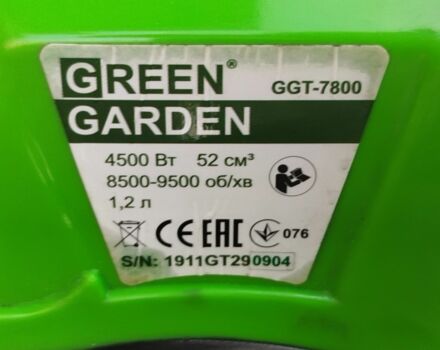 GREEN® GGT-7800
GARDEN
4500 Вт 52 см³
8500-9500 об/хв
1,2 л
CE EAC 076
S/N: 1911GT290904